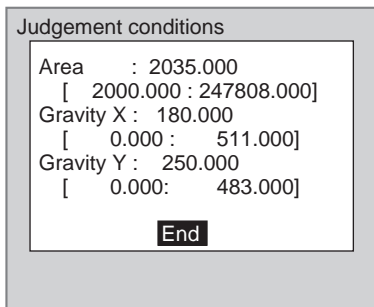 Judgement conditions
Area : 2035.000
[ 2000.000 : 247808.000]
Gravity X : 180.000
[ 0.000 : 511.000]
Gravity Y : 250.000
[ 0.000: 483.000]
End